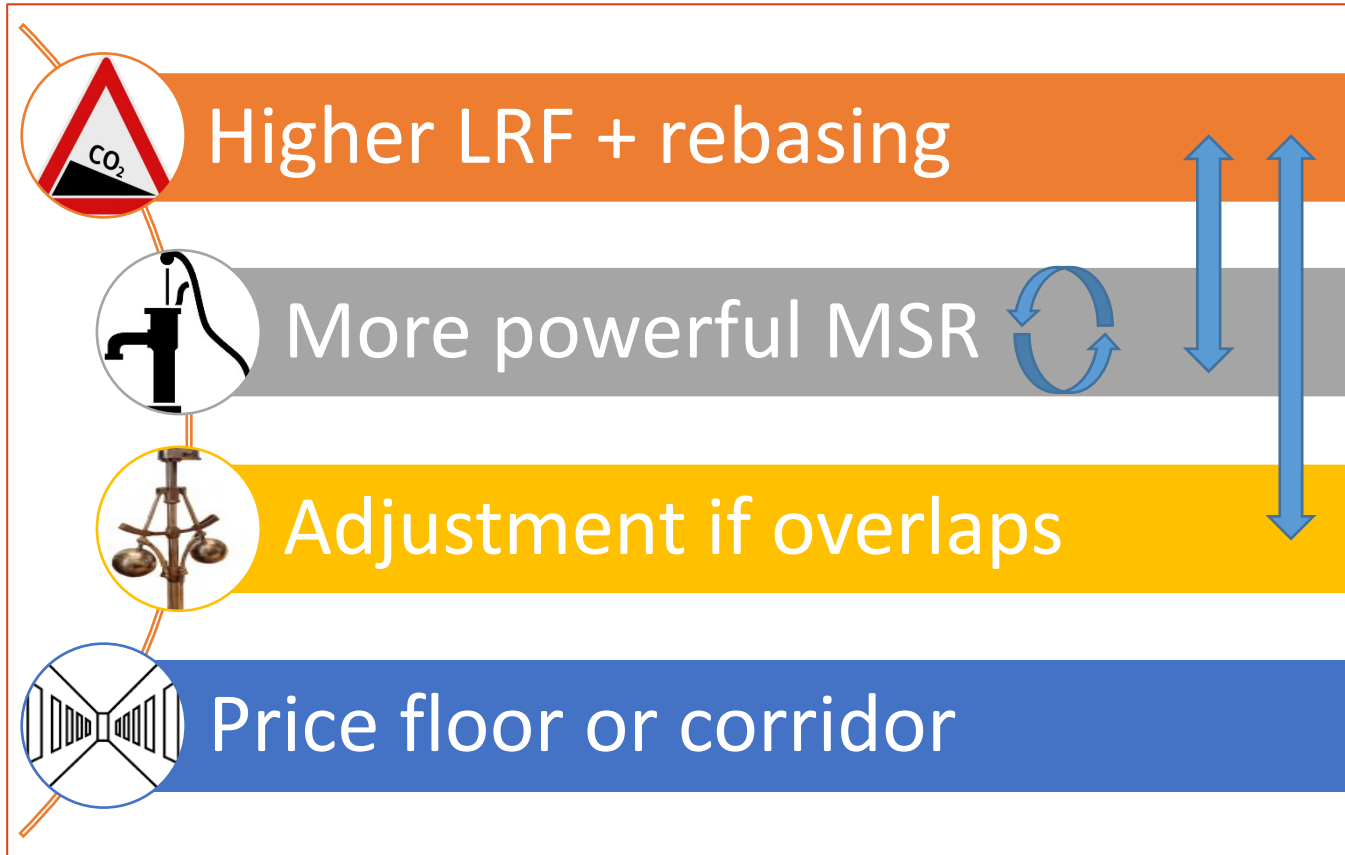 CO₂
Higher LRF + rebasing
More powerful MSR
Adjustment if overlaps
Price floor or corridor